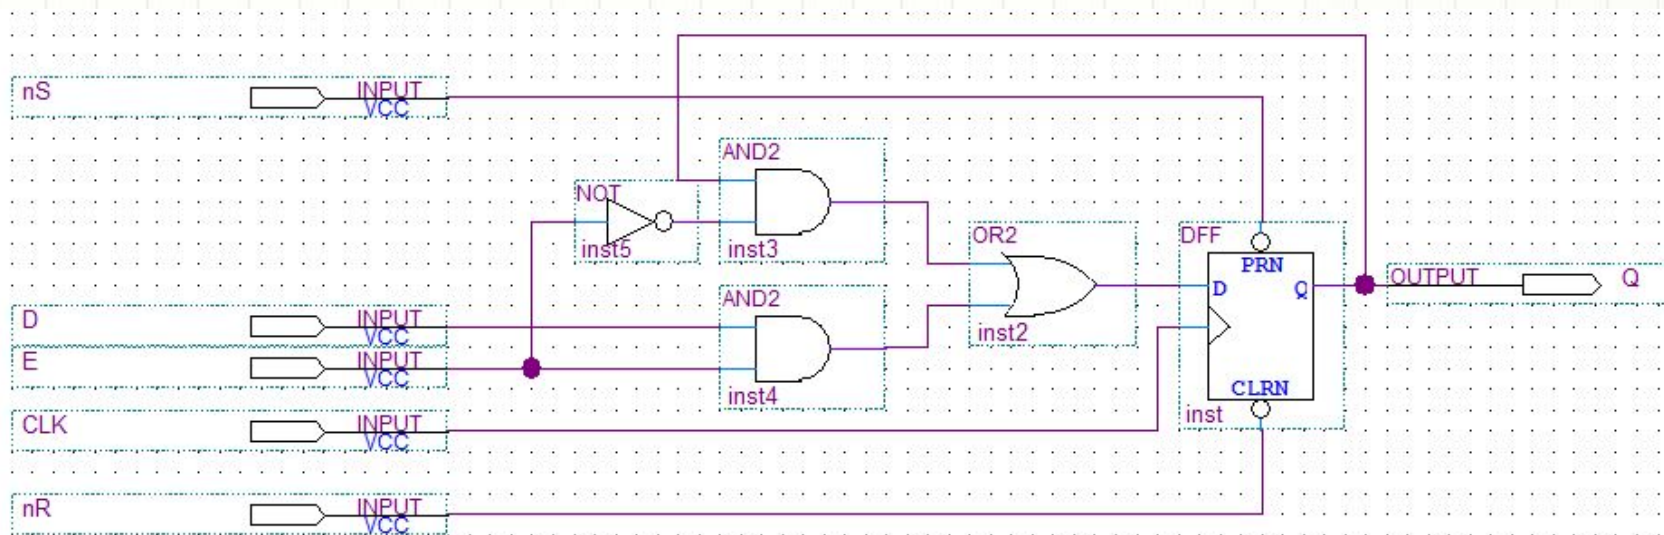 nS
INPUT
VCC
AND2
inst3
NOT
inst5
OR2
inst2
DFF
PRN
D
Q
CLRN
inst
OUTPUT
Q
D
INPUT
VCC
E
INPUT
VCC
AND2
inst4
CLK
INPUT
VCC
nR
INPUT
VCC